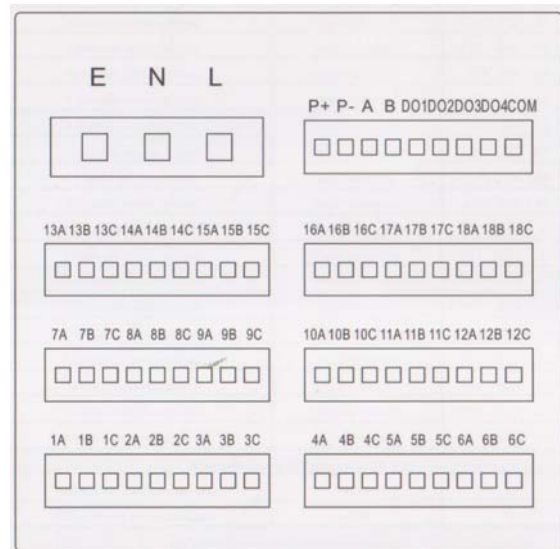 E N L
P+ P- A B DO1DO2DO3DO4COM
13A 13B 13C 14A 14B 14C 15A 15B 15C
16A 16B 16C 17A 17B 17C 18A 18B 18C
7A 7B 7C 8A 8B 8C 9A 9B 9C
10A 10B 10C 11A 11B 11C 12A 12B 12C
1A 1B 1C 2A 2B 2C 3A 3B 3C
4A 4B 4C 5A 5B 5C 6A 6B 6C